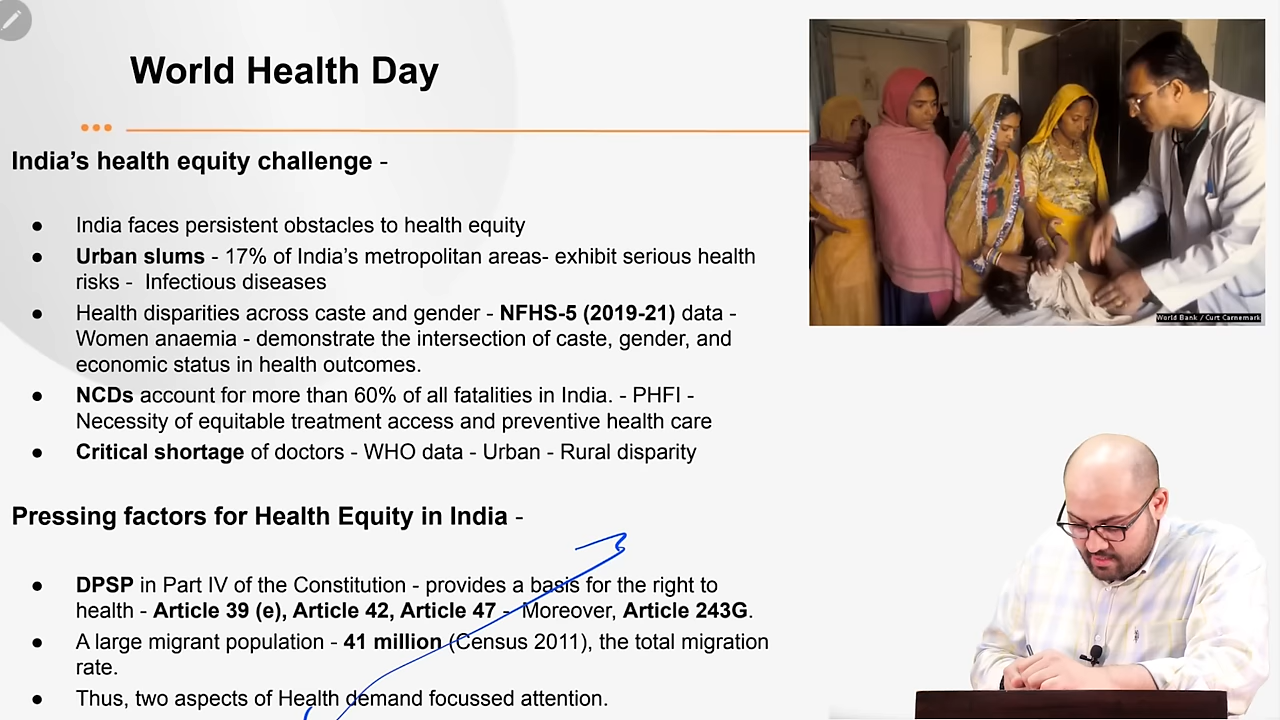 World Health Day
India's health equity challenge -
● India faces persistent obstacles to health equity
● Urban slums - 17% of India's metropolitan areas- exhibit serious health
risks - Infectious diseases
● Health disparities across caste and gender - NFHS-5 (2019-21) data -
Women anaemia - demonstrate the intersection of caste, gender, and
economic status in health outcomes.
● NCDs account for more than 60% of all fatalities in India. - PHFI -
Necessity of equitable treatment access and preventive health care
● Critical shortage of doctors - WHO data - Urban - Rural disparity
Pressing factors for Health Equity in India -
● DPSP in Part IV of the Constitution - provides a basis for the right to
health - Article 39 (e), Article 42, Article 47 - Moreover, Article 243G.
● A large migrant population - 41 million (Census 2011), the total migration
rate.
● Thus, two aspects of Health demand focussed attention.
World Bank / Curt Carnemark